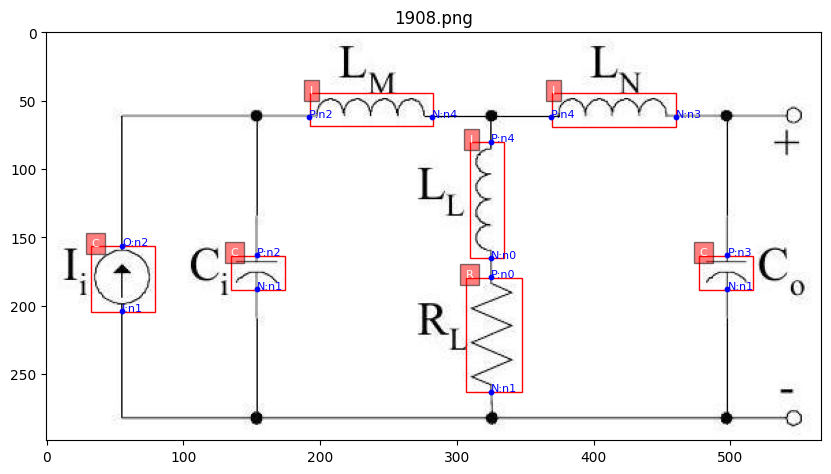 1908.png
0
50
100
150
200
250
0
100
200
300
400
500
L_M
L_N
L
L
P:n2
N:n4
P:n4
N:n3
+
L
P:n4
L_L
N:n0
C
O:n2
I_i
:n1
C
P:n2
C_i
N:n1
R
P:n0
R_L
N:n1
C
P:n3
C_o
N:n1
-